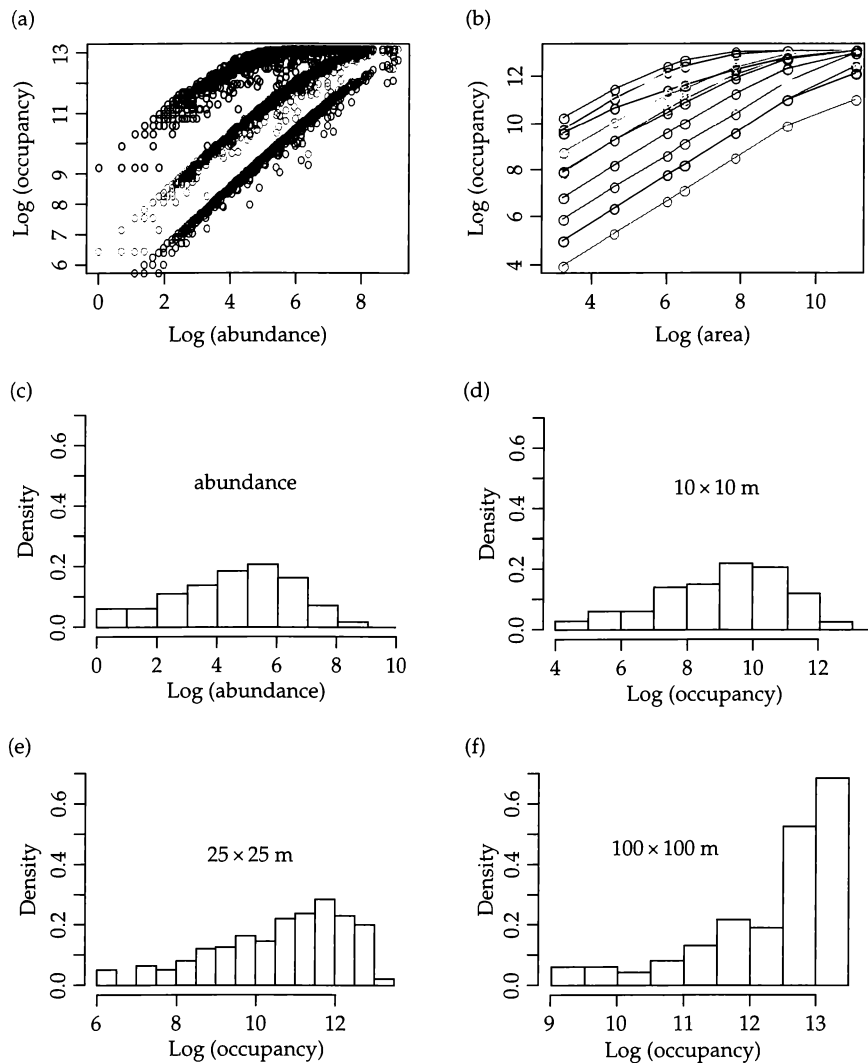 (a)
Log (occupancy)
13
11
9
8
7
6
0
2
4
6
8
Log (abundance)
(b)
Log (occupancy)
12
10
8
6
4
4
6
8
10
Log (area)
(c)
Density
0.6
0.4
0.2
0.0
abundance
0
2
4
6
8
10
Log (abundance)
(d)
Density
0.6
0.4
0.2
0.0
10 × 10 m
4
6
8
10
12
Log (occupancy)
(e)
Density
0.6
0.4
0.2
0.0
25 × 25 m
6
8
10
12
Log (occupancy)
(f)
Density
0.6
0.4
0.2
0.0
100 × 100 m
9
10
11
12
13
Log (occupancy)